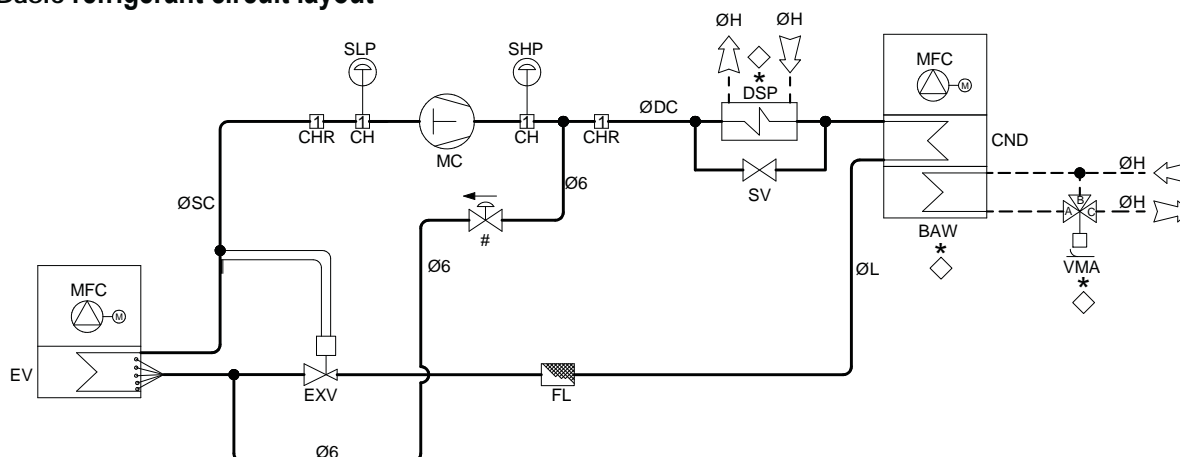 Basic refrigerant circuit layout
ØH ØH
SLP SHP MFC
* M
DSP
ØDC
1 1 1 1
CHR CH MC CH CHR CND
ØH
Ø6 SV B
ØSC A C ØH
# BAW
* VMA
Ø6 ØL *
MFC
M
EV EXV FL
Ø6